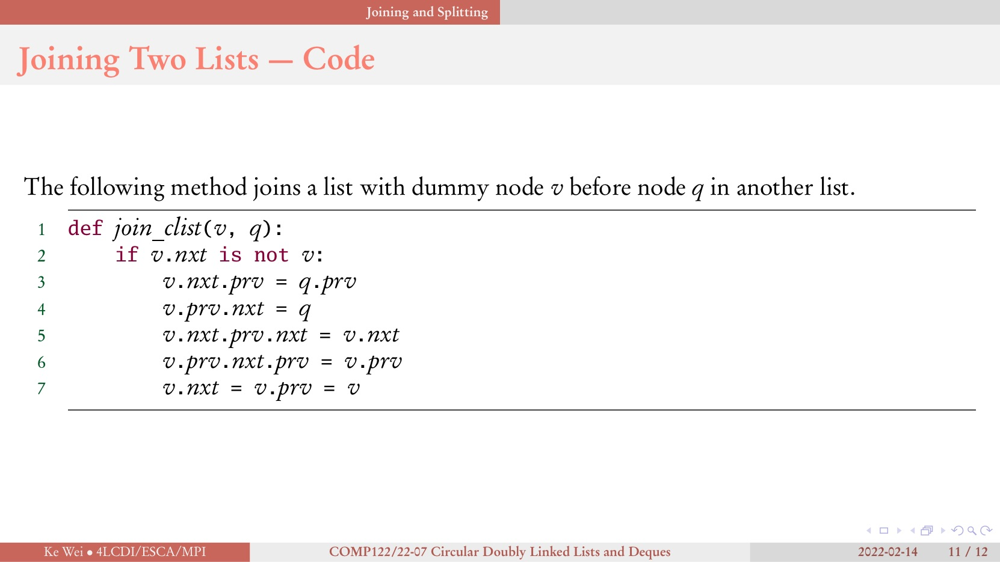 Joining and Splitting
Joining Two Lists — Code
The following method joins a list with dummy node v before node q in another list.
1 def join_clist(v, q):
2     if v.nxt is not v:
3         v.nxt.prv = q.prv
4         v.prv.nxt = q
5         v.nxt.prv.nxt = v.nxt
6         v.prv.nxt.prv = v.prv
7         v.nxt = v.prv = v
Ke Wei • 4LCDI/ESCA/MPI COMP122/22-07 Circular Doubly Linked Lists and Deques 2022-02-14 11 / 12